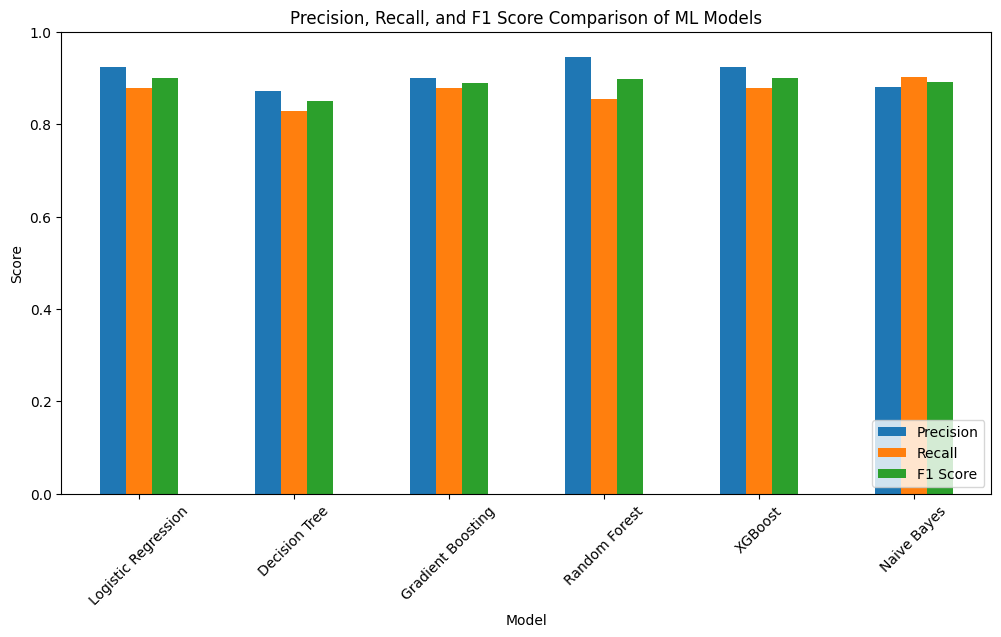 Precision, Recall, and F1 Score Comparison of ML Models
1.0
0.8
0.6
0.4
0.2
0.0
Score
Precision
Recall
F1 Score
Logistic Regression
Decision Tree
Gradient Boosting
Random Forest
XGBoost
Naive Bayes
Model